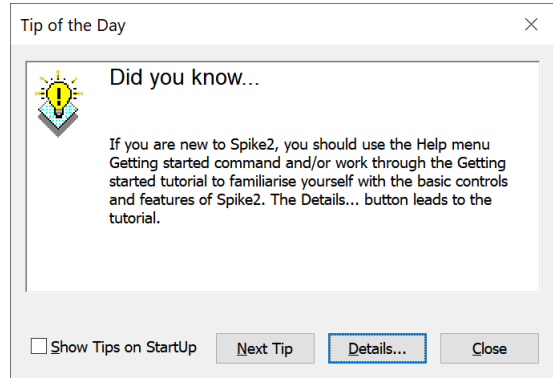 Tip of the Day
Did you know...
If you are new to Spike2, you should use the Help menu
Getting started command and/or work through the Getting
started tutorial to familiarise yourself with the basic controls
and features of Spike2. The Details... button leads to the
tutorial.
Show Tips on StartUp Next Tip Details... Close